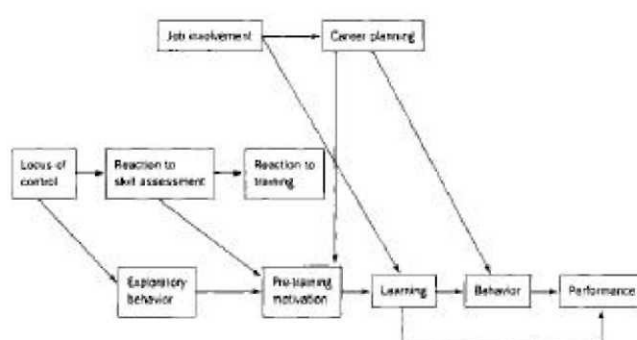 Job involvement
Career planning
Locus of
control
Reaction to
skill assessment
Reaction to
training
Exploratory
behavior
Pre-training
motivation
Learning
Behavior
Performance